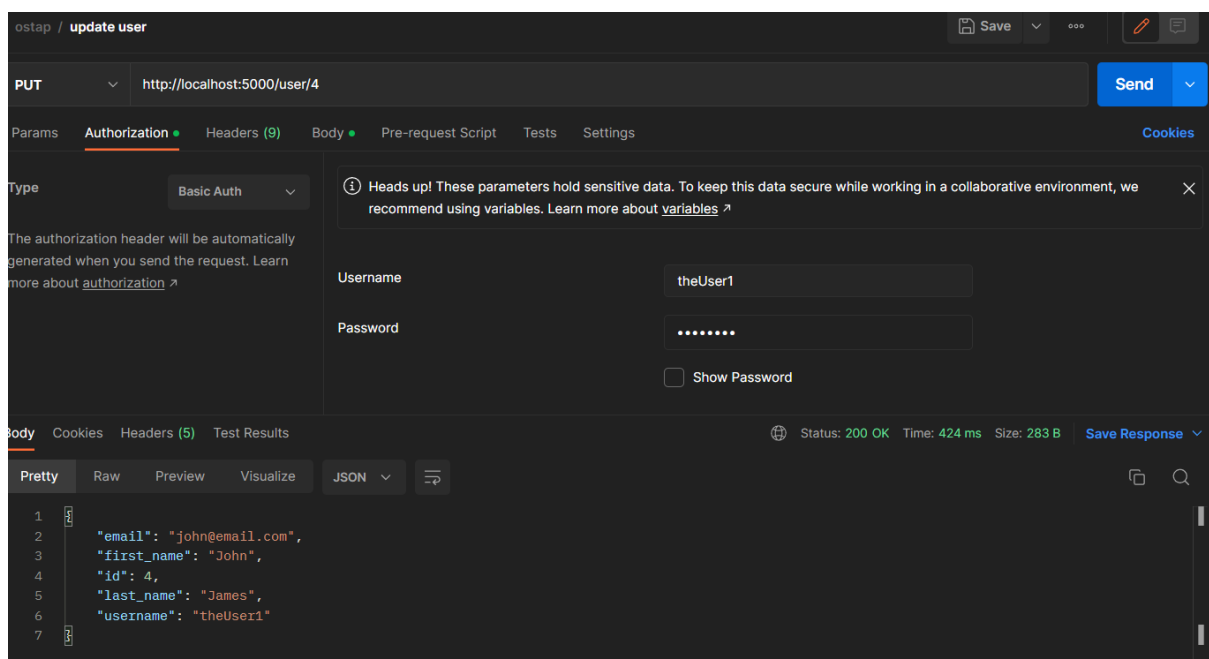 ostap / update user
Save
PUT
http://localhost:5000/user/4
Send
Params Authorization Headers (9) Body Pre-request Script Tests Settings Cookies
Type
Basic Auth
Heads up! These parameters hold sensitive data. To keep this data secure while working in a collaborative environment, we
recommend using variables. Learn more about variables ↗
The authorization header will be automatically
generated when you send the request. Learn
more about authorization ↗
Username
theUser1
Password
••••••••
Show Password
Body Cookies Headers (5) Test Results
Status: 200 OK Time: 424 ms Size: 283 B Save Response
Pretty Raw Preview Visualize JSON
1 {
2 "email": "john@email.com",
3 "first_name": "John",
4 "id": 4,
5 "last_name": "James",
6 "username": "theUser1"
7 }